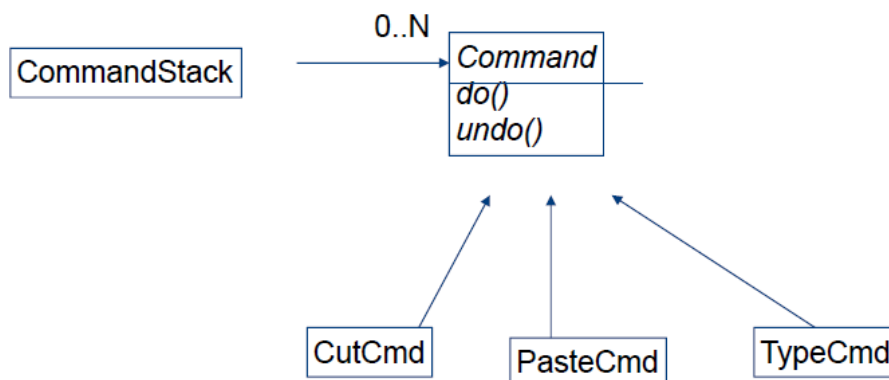 0..N
CommandStack
Command
do()
undo()
CutCmd
PasteCmd
TypeCmd